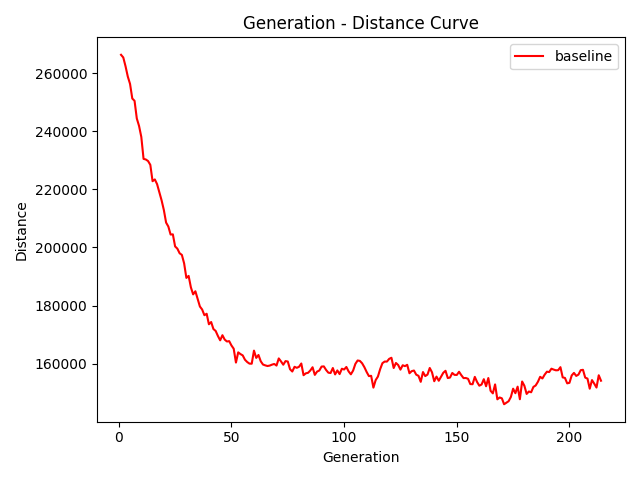 Generation - Distance Curve
baseline
260000
240000
220000
200000
180000
160000
Distance
0
50
100
150
200
Generation